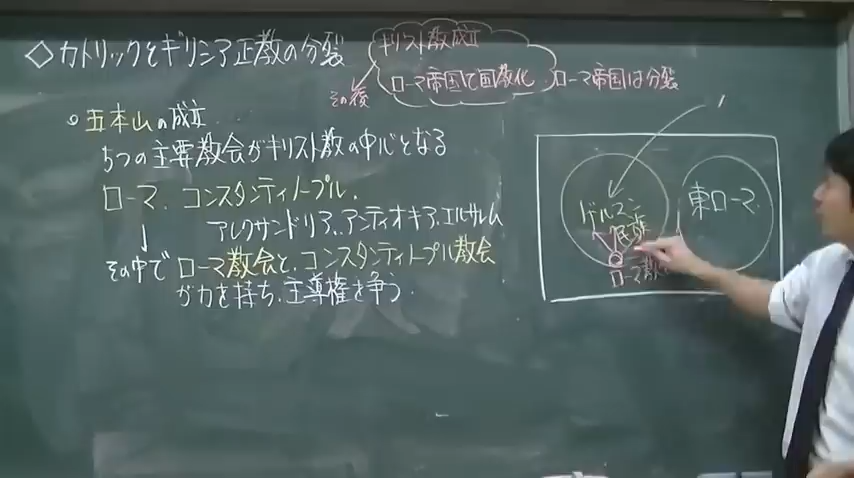 ◇カトリックとギリシア正教の分裂
キリスト教成立
その後
ローマ帝国で国教化
ローマ帝国は分裂
○五本山の成立
5つの主要教会がキリスト教の中心となる
ローマ、コンスタンティノープル、
アレクサンドリア、アンティオキア、エルサレム
↓
その中でローマ教会と、コンスタンティノープル教会
が力を持ち、主導権を争う。
ゲルマン
民族
東ローマ
ローマ教